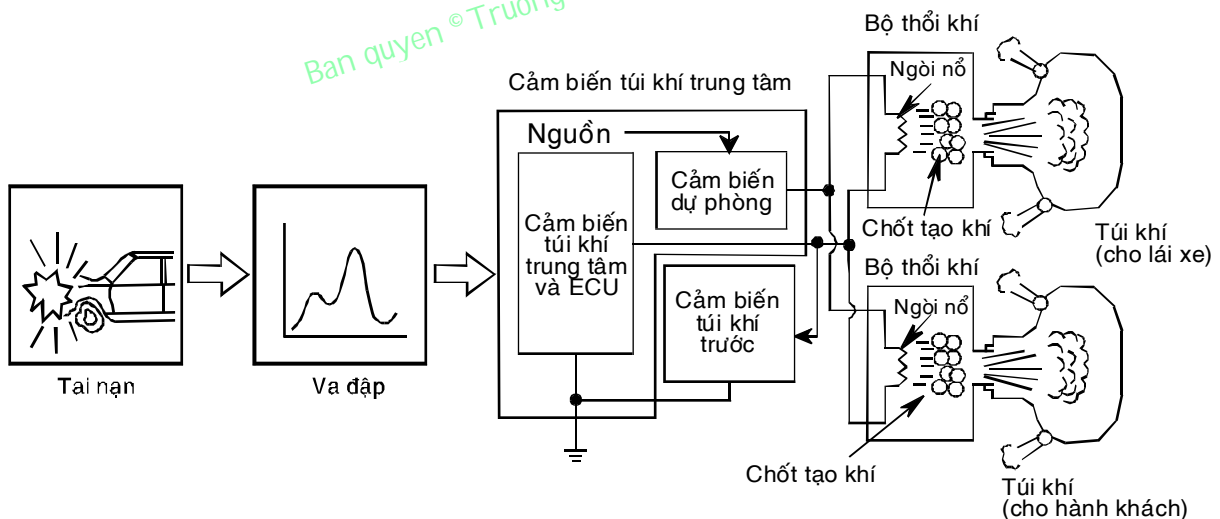 Ban quyen © Truong
Bộ thổi khí
Ngòi nổ
Cảm biến túi khí trung tâm
Nguồn
Cảm biến
dự phòng
Cảm biến
túi khí
trung tâm
và ECU
Chốt tạo khí
Túi khí
(cho lái xe)
Bộ thổi khí
Cảm biến
túi khí
trước
Ngòi nổ
Tai nạn
Va đập
Chốt tạo khí
Túi khí
(cho hành khách)